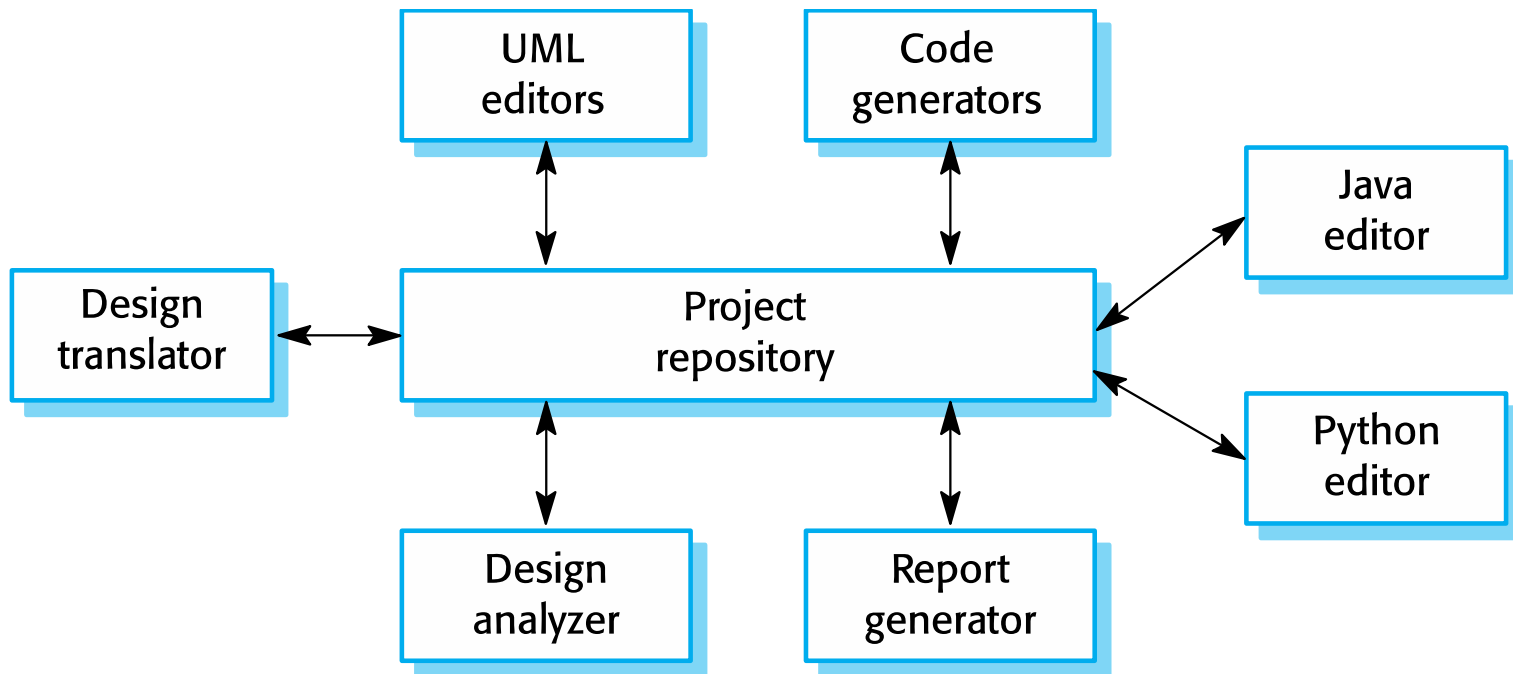 UML
editors
Code
generators
Java
editor
Design
translator
Project
repository
Python
editor
Design
analyzer
Report
generator